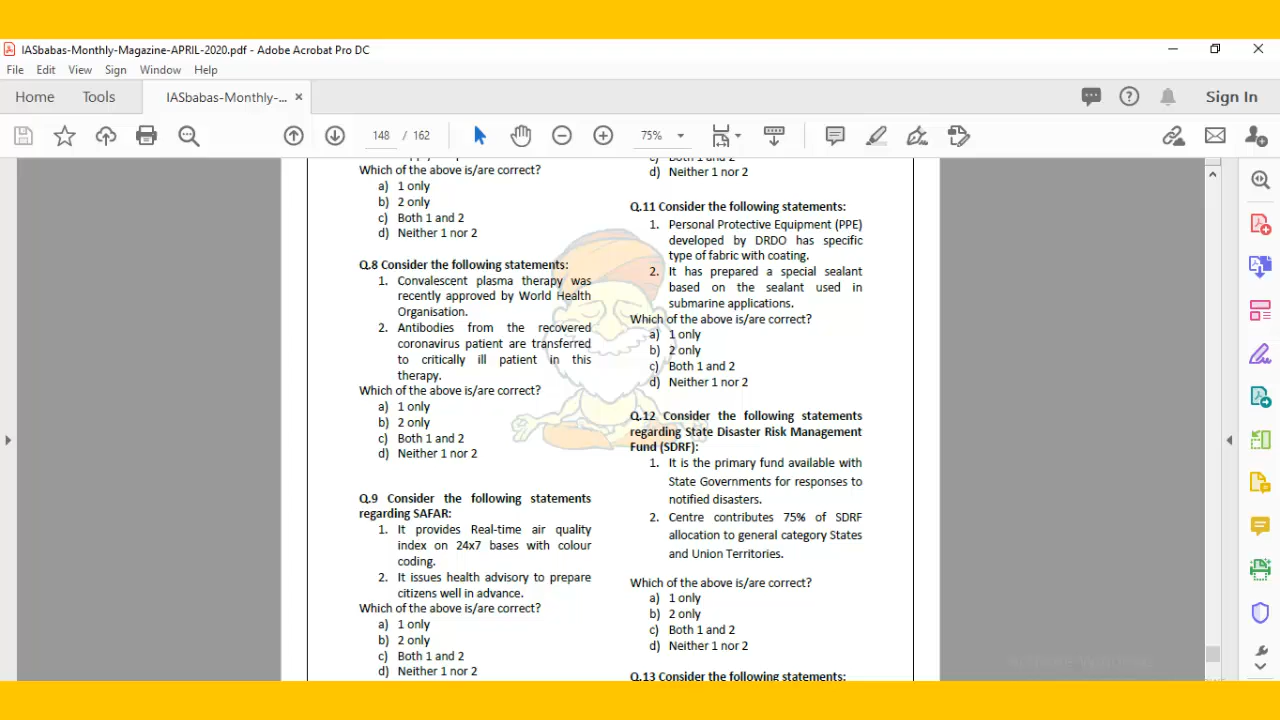 IASbabas-Monthly-Magazine-APRIL-2020.pdf - Adobe Acrobat Pro DC
File Edit View Sign Window Help
Home Tools IASbabas-Monthly-... × Sign In
148 / 162 75%
Which of the above is/are correct?
a) 1 only
b) 2 only
c) Both 1 and 2
d) Neither 1 nor 2
Q.8 Consider the following statements:
1. Convalescent plasma therapy was
recently approved by World Health
Organisation.
2. Antibodies from the recovered
coronavirus patient are transferred
to critically ill patient in this
therapy.
Which of the above is/are correct?
a) 1 only
b) 2 only
c) Both 1 and 2
d) Neither 1 nor 2
Q.9 Consider the following statements
regarding SAFAR:
1. It provides Real-time air quality
index on 24x7 bases with colour
coding.
2. It issues health advisory to prepare
citizens well in advance.
Which of the above is/are correct?
a) 1 only
b) 2 only
c) Both 1 and 2
d) Neither 1 nor 2
c) Both 1 and 2
d) Neither 1 nor 2
Q.11 Consider the following statements:
1. Personal Protective Equipment (PPE)
developed by DRDO has specific
type of fabric with coating.
2. It has prepared a special sealant
based on the sealant used in
submarine applications.
Which of the above is/are correct?
a) 1 only
b) 2 only
c) Both 1 and 2
d) Neither 1 nor 2
Q.12 Consider the following statements
regarding State Disaster Risk Management
Fund (SDRF):
1. It is the primary fund available with
State Governments for responses to
notified disasters.
2. Centre contributes 75% of SDRF
allocation to general category States
and Union Territories.
Which of the above is/are correct?
a) 1 only
b) 2 only
c) Both 1 and 2
d) Neither 1 nor 2
Q.13 Consider the following statements: